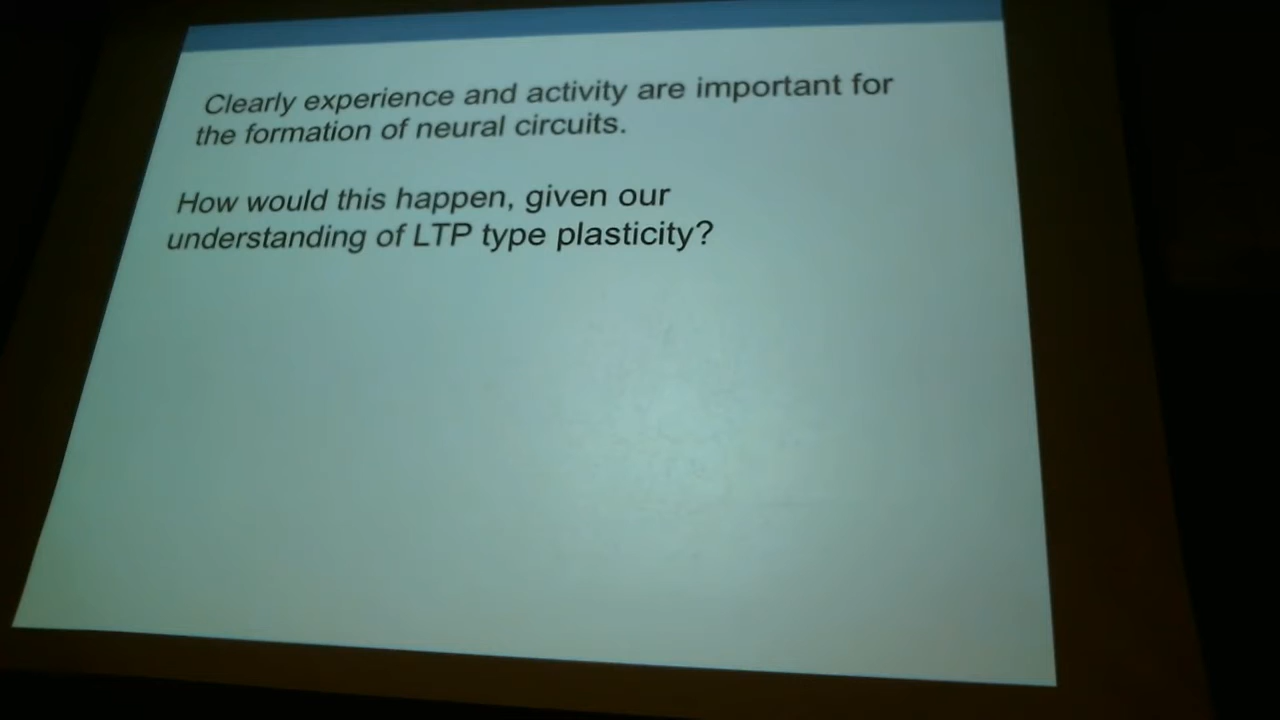 Clearly experience and activity are important for
the formation of neural circuits.
How would this happen, given our
understanding of LTP type plasticity?